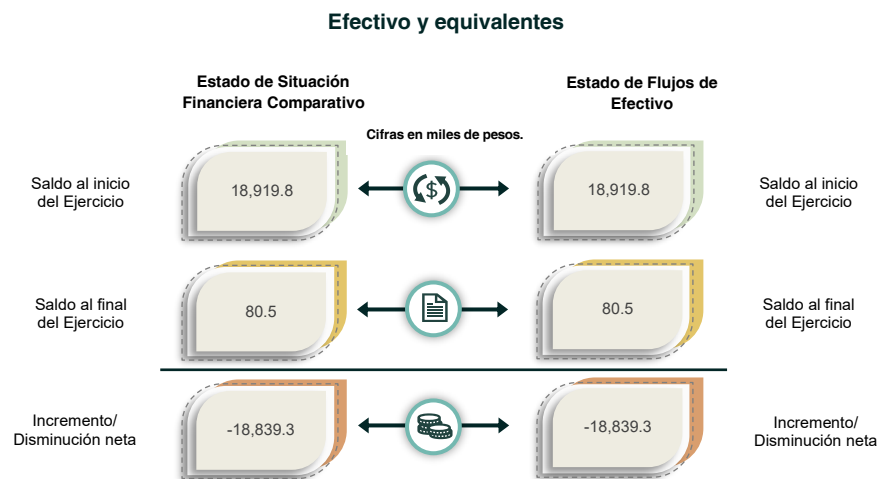 Efectivo y equivalentes
Estado de Situación
Financiera Comparativo
Estado de Flujos de
Efectivo
Cifras en miles de pesos.
Saldo al inicio
del Ejercicio
18,919.8
$
18,919.8
Saldo al inicio
del Ejercicio
Saldo al final
del Ejercicio
80.5
80.5
Saldo al final
del Ejercicio
Incremento/
Disminución neta
-18,839.3
-18,839.3
Incremento/
Disminución neta